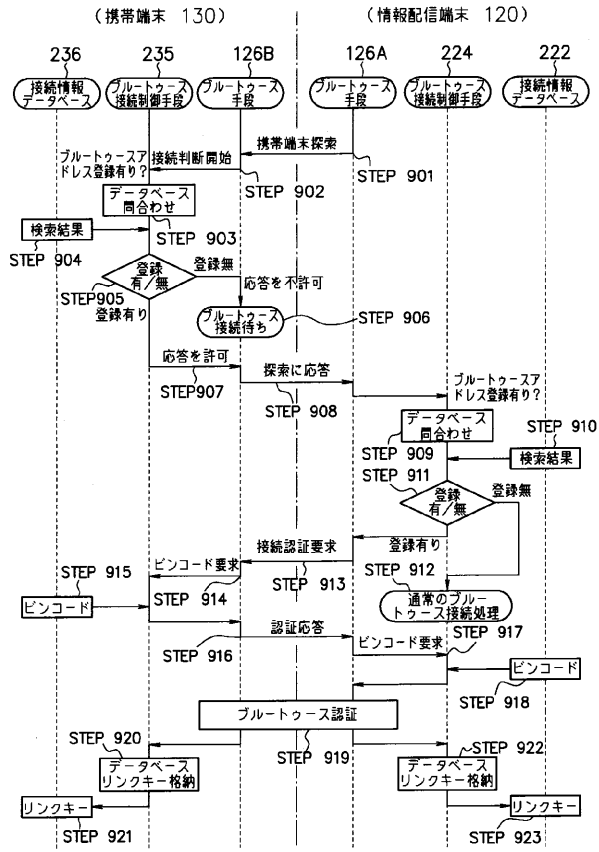 (携帯端末 130)
(情報配信端末 120)
236
235
126B
126A
224
222
接続情報
データベース
ブルートゥース
接続制御手段
ブルートゥース
手段
ブルートゥース
手段
ブルートゥース
接続制御手段
接続情報
データベース
携帯端末探索
STEP 901
ブルートゥースア
ドレス登録有り?
接続判断開始
STEP 902
データベース
問合わせ
STEP 903
検索結果
STEP 904
登録
有/無
STEP905
登録無
応答を不許可
登録有り
ブルートゥース
接続待ち
STEP 906
応答を許可
STEP907
探索に応答
STEP 908
ブルートゥースア
ドレス登録有り?
データベース
問合わせ
STEP 909
STEP 910
検索結果
STEP 911
登録
有/無
登録無
登録有り
接続認証要求
STEP 913
STEP 912
通常のブルー
トゥース接続処理
ピンコード要求
STEP 914
STEP 915
ピンコード
STEP 916
認証応答
ピンコード要求
STEP 917
ピンコード
STEP 918
ブルートゥース認証
STEP 919
STEP 920
データベース
リンクキー格納
STEP 922
データベース
リンクキー格納
リンクキー
STEP 921
リンクキー
STEP 923